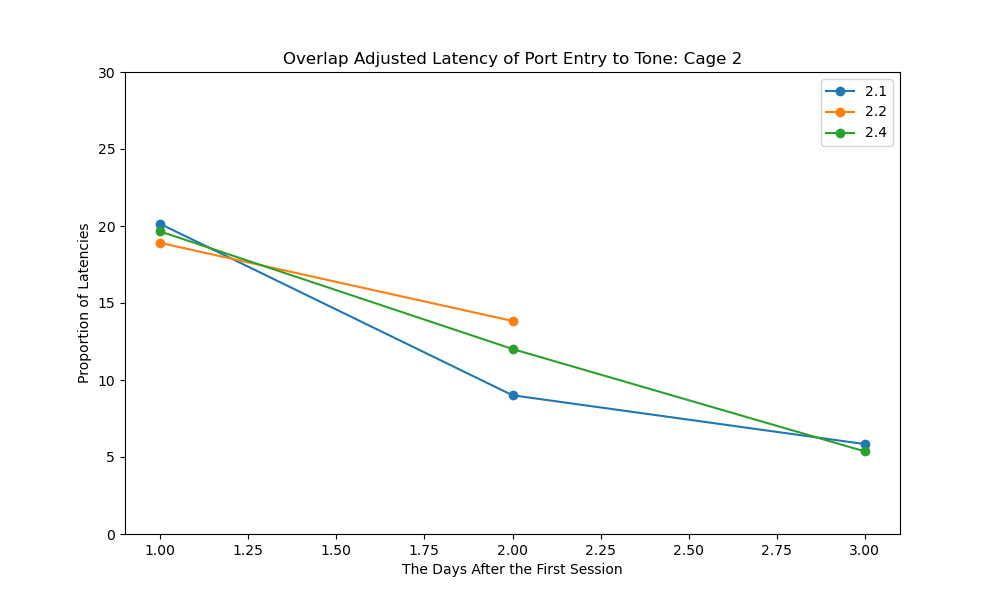 Overlap Adjusted Latency of Port Entry to Tone: Cage 2
30
25
20
15
10
5
0
Proportion of Latencies
2.1
2.2
2.4
1.00 1.25 1.50 1.75 2.00 2.25 2.50 2.75 3.00
The Days After the First Session